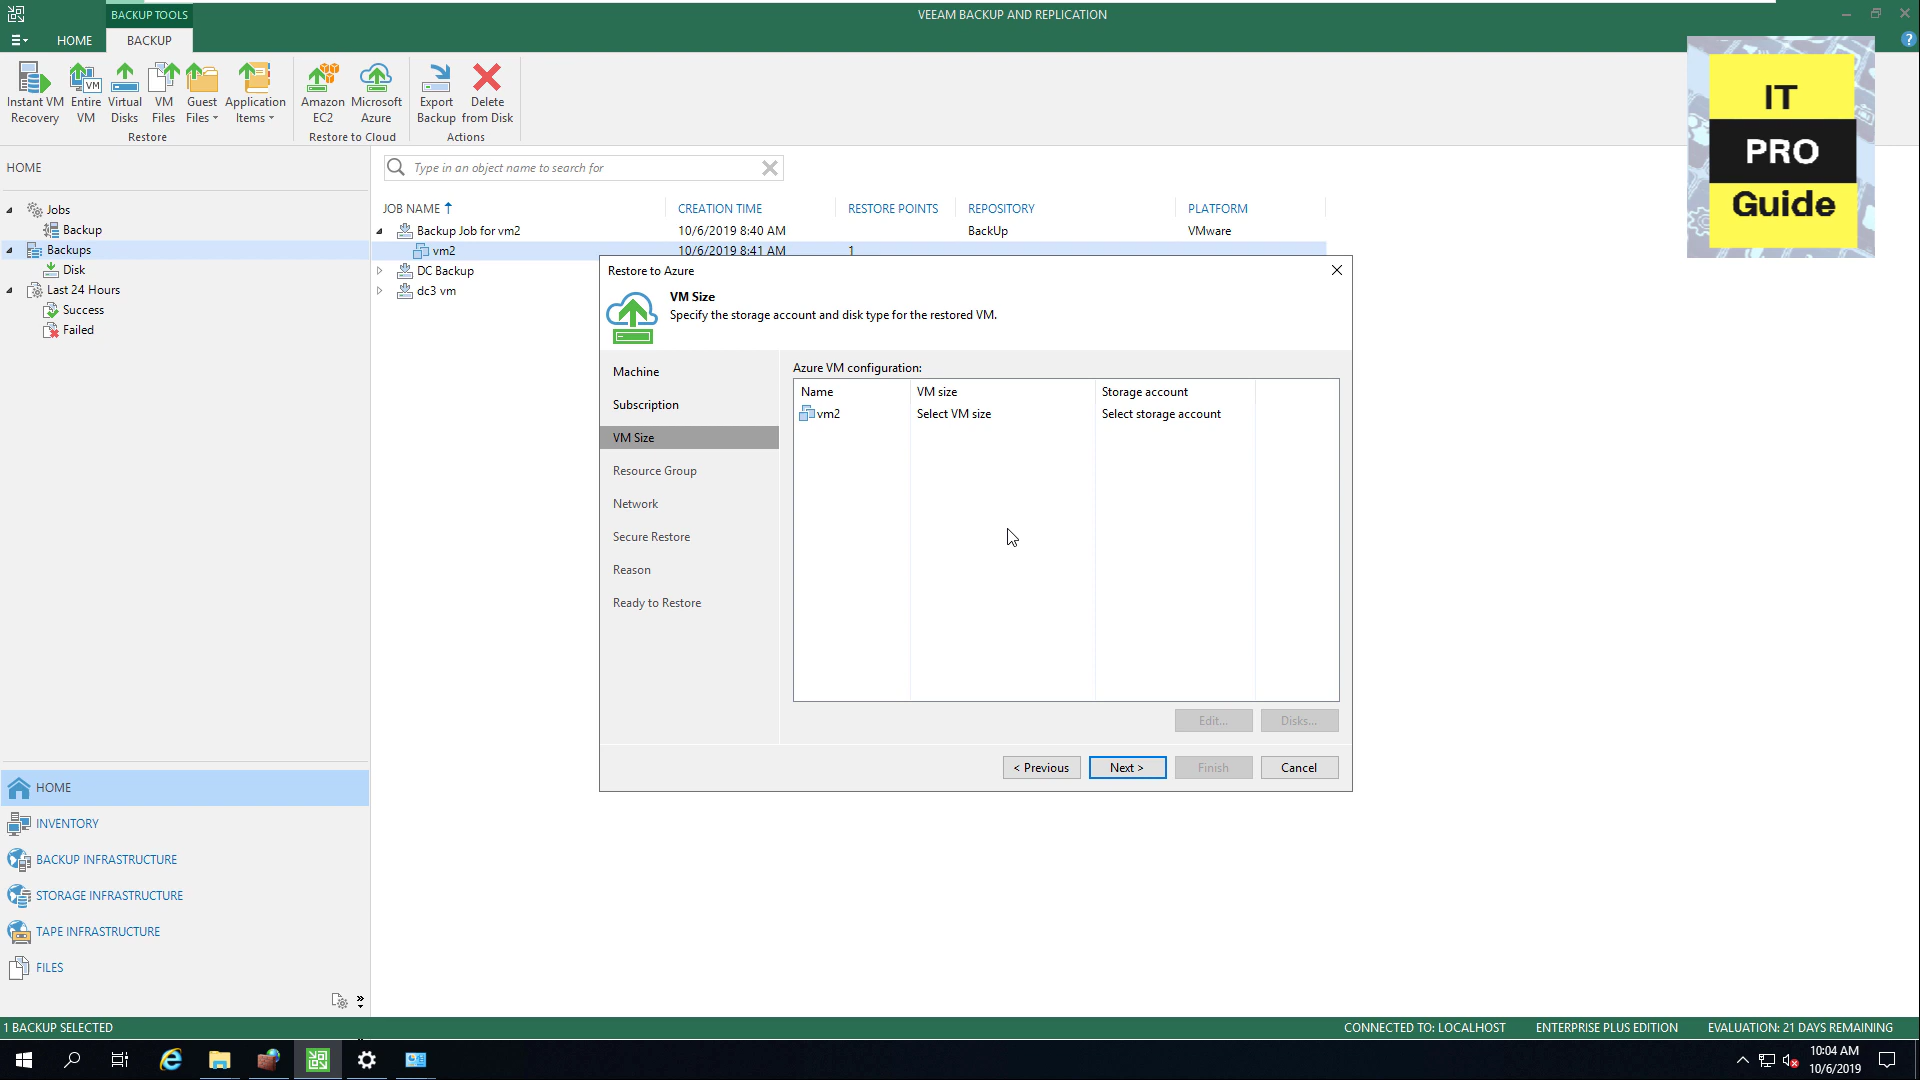 BACKUP TOOLS
VEEAM BACKUP AND REPLICATION
HOME
BACKUP
?
Instant VM Recovery
Entire VM
Virtual Disks
VM Files
Guest Files
Application Items
Amazon EC2
Microsoft Azure
Export Backup
Delete from Disk
Restore
Restore to Cloud
Actions
IT
PRO
Guide
HOME
Type in an object name to search for
Jobs
Backup
Backups
Disk
Last 24 Hours
Success
Failed
JOB NAME
CREATION TIME
RESTORE POINTS
REPOSITORY
PLATFORM
Backup Job for vm2
10/6/2019 8:40 AM
BackUp
VMware
vm2
10/6/2019 8:41 AM
1
DC Backup
dc3 vm
Restore to Azure
VM Size
Specify the storage account and disk type for the restored VM.
Machine
Subscription
VM Size
Resource Group
Network
Secure Restore
Reason
Ready to Restore
Azure VM configuration:
Name
VM size
Storage account
vm2
Select VM size
Select storage account
Edit...
Disks...
< Previous
Next >
Finish
Cancel
HOME
INVENTORY
BACKUP INFRASTRUCTURE
STORAGE INFRASTRUCTURE
TAPE INFRASTRUCTURE
FILES
1 BACKUP SELECTED
CONNECTED TO: LOCALHOST
ENTERPRISE PLUS EDITION
EVALUATION: 21 DAYS REMAINING
10:04 AM
10/6/2019